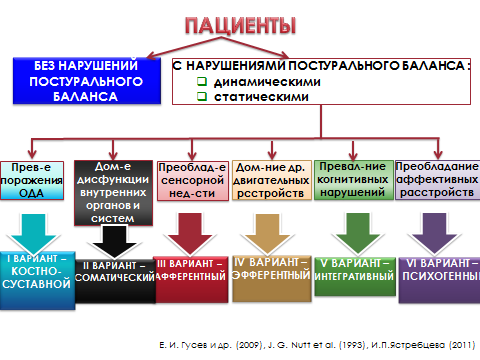 ПАЦИЕНТЫ
БЕЗ НАРУШЕНИЙ
ПОСТУРАЛЬНОГО
БАЛАНСА
С НАРУШЕНИЯМИ ПОСТУРАЛЬНОГО БАЛАНСА :
динамическими
статическими
Прев-е
поражения
ОДА
Дом-е
дисфункции
внутренних
органов и
систем
Преоблад-е
сенсорной
нед-сти
Дом-ние др.
двигательных
рсстройств
Превал-ние
когнитивных
нарушений
Преобладание
аффективных
расстройств
I ВАРИАНТ –
КОСТНО-
СУСТАВНОЙ
II ВАРИАНТ –
СОМАТИЧЕСКИЙ
III ВАРИАНТ –
АФФЕРЕНТНЫЙ
IV ВАРИАНТ –
ЭФФЕРЕНТНЫЙ
V ВАРИАНТ –
ИНТЕГРАТИВНЫЙ
VI ВАРИАНТ –
ПСИХОГЕННЫЙ
Е. И. Гусев и др. (2009), J. G. Nutt et al. (1993), И.П.Ястребцева (2011)